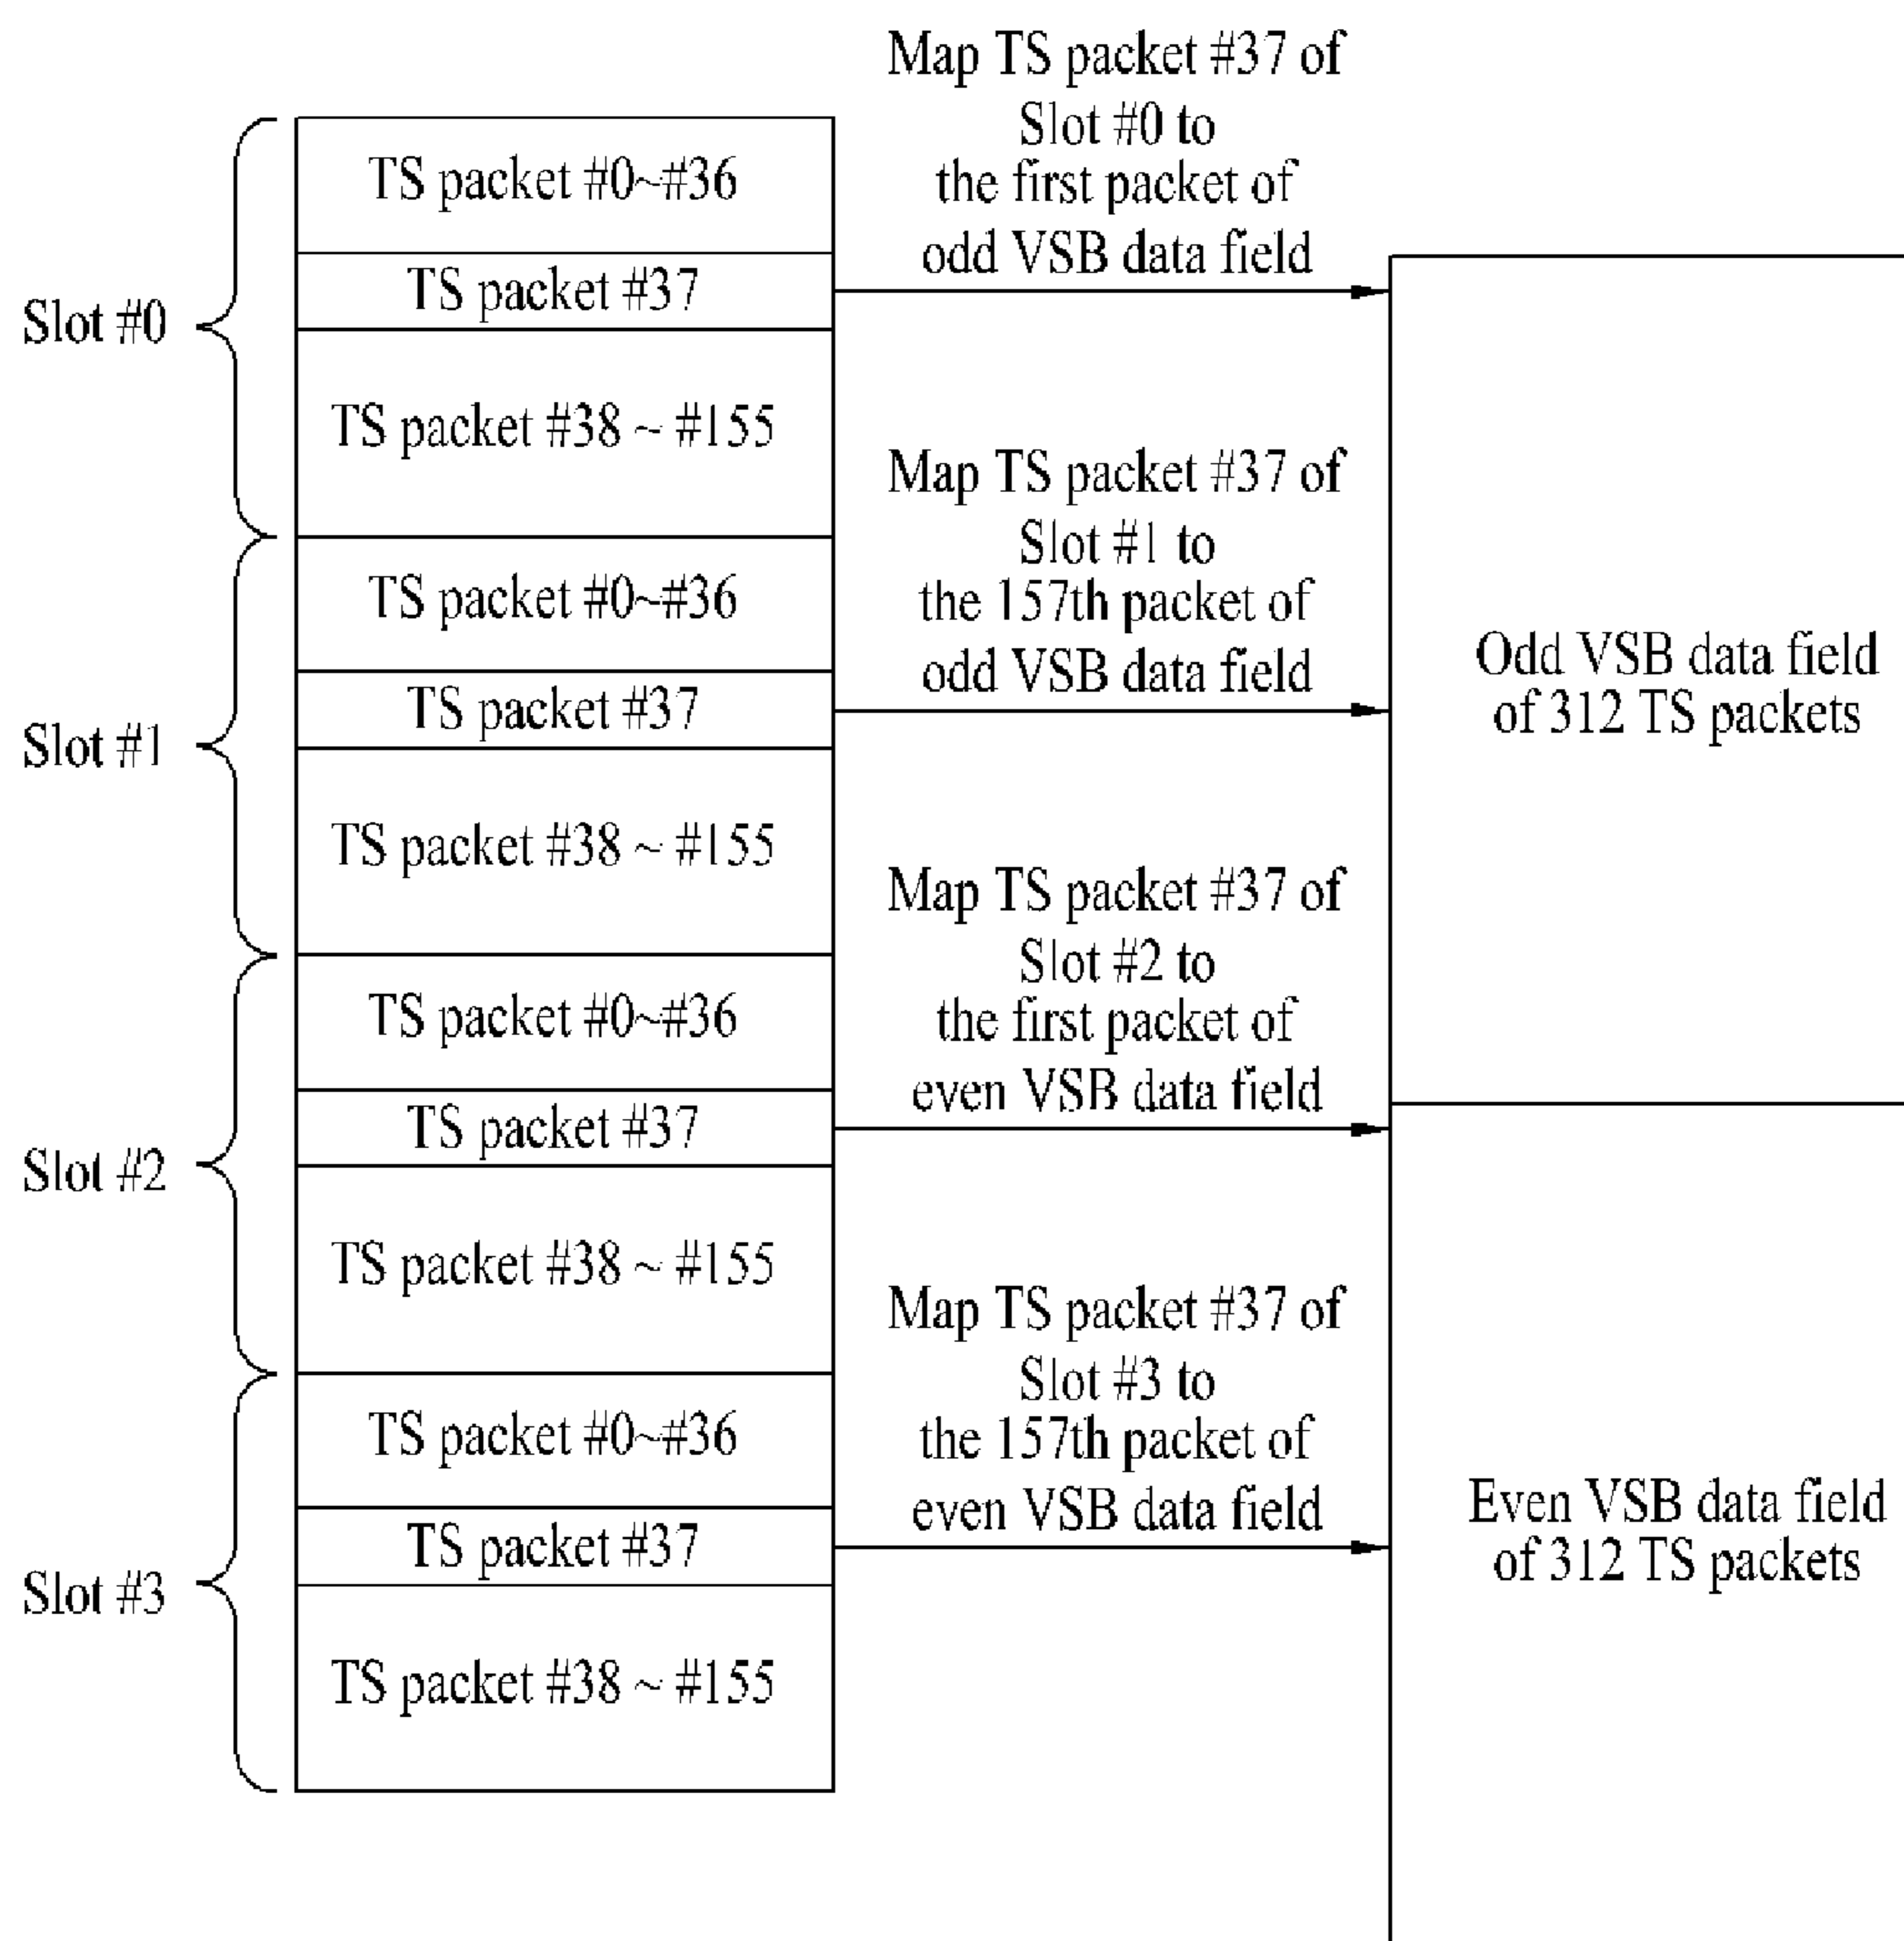 Slot #0
TS packet #0~#36
TS packet #37
TS packet #38 ~ #155
Map TS packet #37 of
Slot #0 to
the first packet of
odd VSB data field
Slot #1
TS packet #0~#36
TS packet #37
TS packet #38 ~ #155
Map TS packet #37 of
Slot #1 to
the 157th packet of
odd VSB data field
Odd VSB data field
of 312 TS packets
Slot #2
TS packet #0~#36
TS packet #37
TS packet #38 ~ #155
Map TS packet #37 of
Slot #2 to
the first packet of
even VSB data field
Slot #3
TS packet #0~#36
TS packet #37
TS packet #38 ~ #155
Map TS packet #37 of
Slot #3 to
the 157th packet of
even VSB data field
Even VSB data field
of 312 TS packets